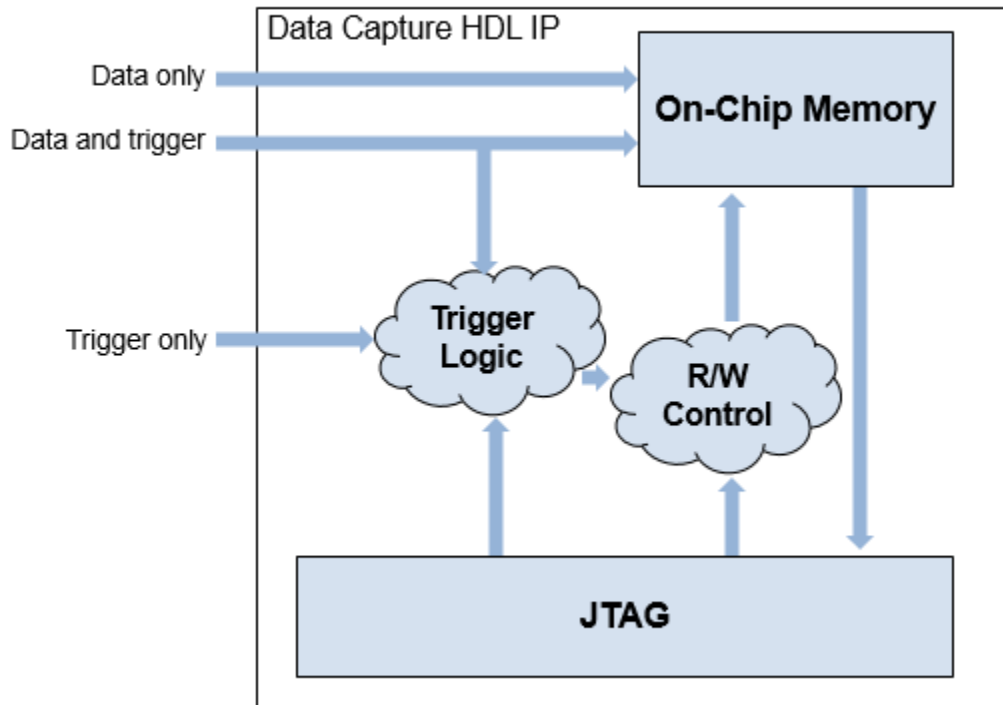 Data Capture HDL IP
Data only
On-Chip Memory
Data and trigger
Trigger only
Trigger
Logic
R/W
Control
JTAG